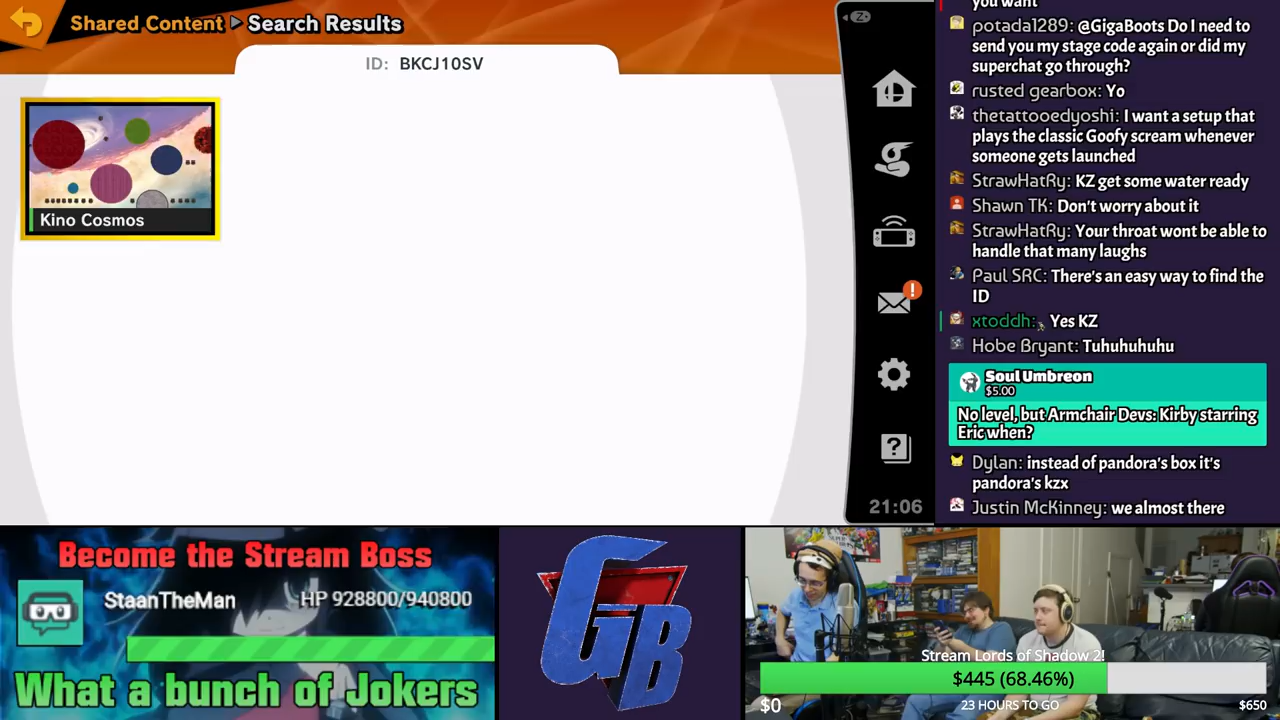 Shared Content ▶ Search Results
ID: BKCJ10SV
Kino Cosmos
21:06
you want
potada1289: @GigaBoots Do I need to
send you my stage code again or did my
superchat go through?
rusted gearbox: Yo
thetattooedyoshi: I want a setup that
plays the classic Goofy scream whenever
someone gets launched
StrawHatRy: KZ get some water ready
Shawn TK: Don't worry about it
StrawHatRy: Your throat wont be able to
handle that many laughs
Paul SRC: There's an easy way to find the
ID
xtoddh: Yes KZ
Hobe Bryant: Tuhuhuhuhu
Soul Umbreon
$5.00
No level, but Armchair Devs: Kirby starring
Eric when?
Dylan: instead of pandora's box it's
pandora's kzx
Justin McKinney: we almost there
Become the Stream Boss
StaanTheMan HP 928800/940800
What a bunch of Jokers
GB
Stream Lords of Shadow 2!
$445 (68.46%)
$0 23 HOURS TO GO $650